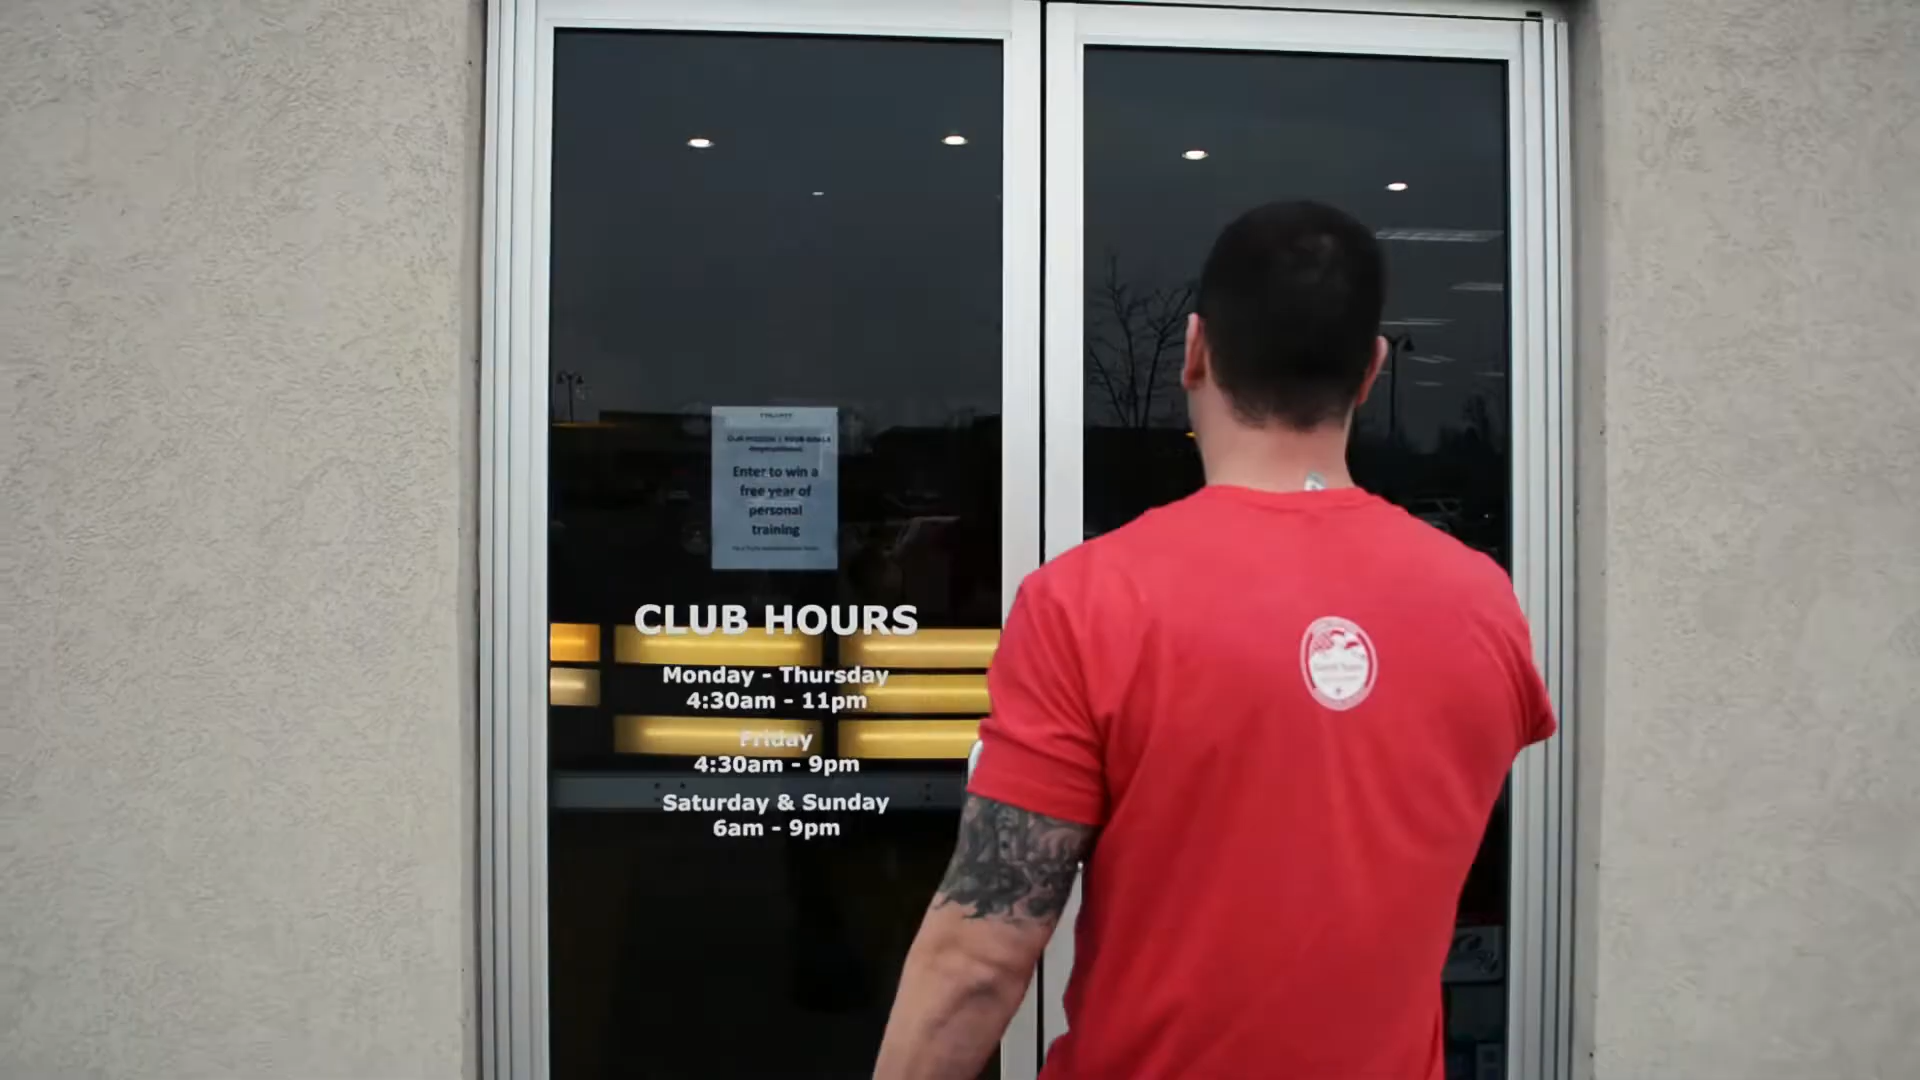 Enter to win a
free year of
personal
training
CLUB HOURS
Monday - Thursday
4:30am - 11pm
Friday
4:30am - 9pm
Saturday & Sunday
6am - 9pm